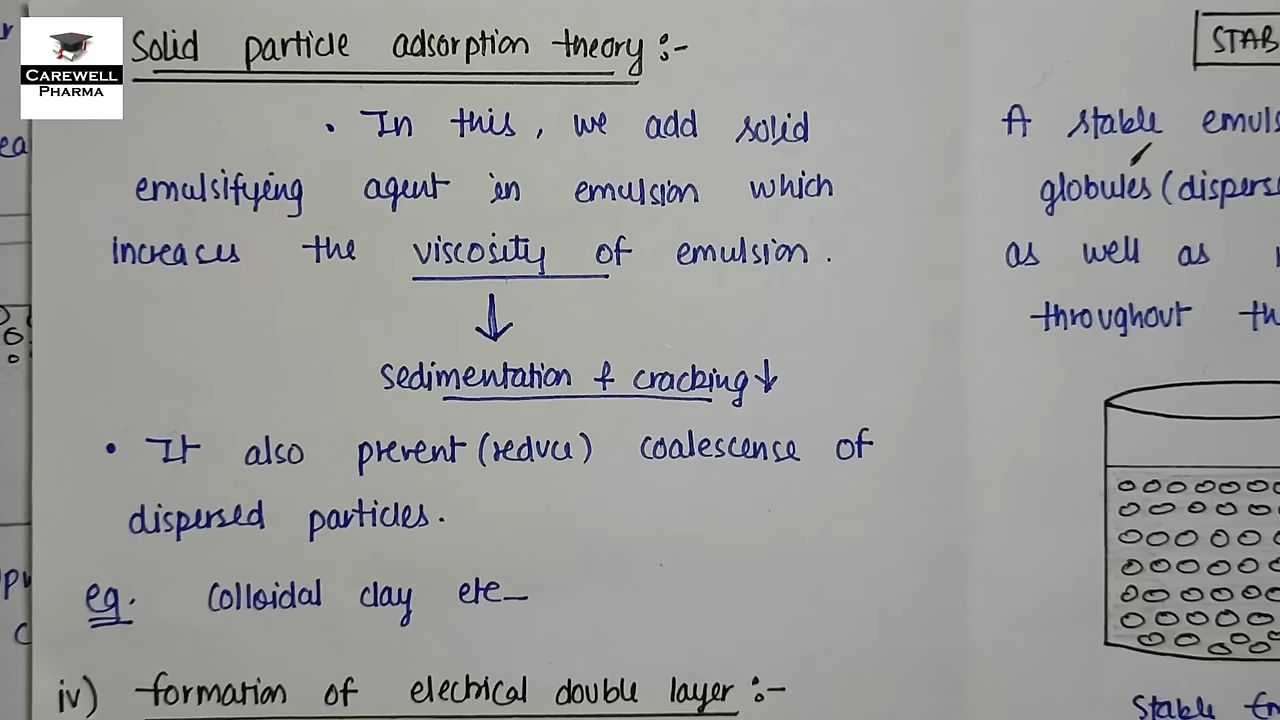 CAREWELL
PHARMA
Solid particle adsorption theory :-
• In this, we add solid
emulsifying agent in emulsion which
increases the viscosity of emulsion.
↓
sedimentation & cracking ↓
• It also prevent (reduce) coalescence of
dispersed particles.
eg. Colloidal clay etc—
iv) formation of electrical double layer :-
STAB
A stable emuls
globules (dispers
as well as
throughout th
Stable Em